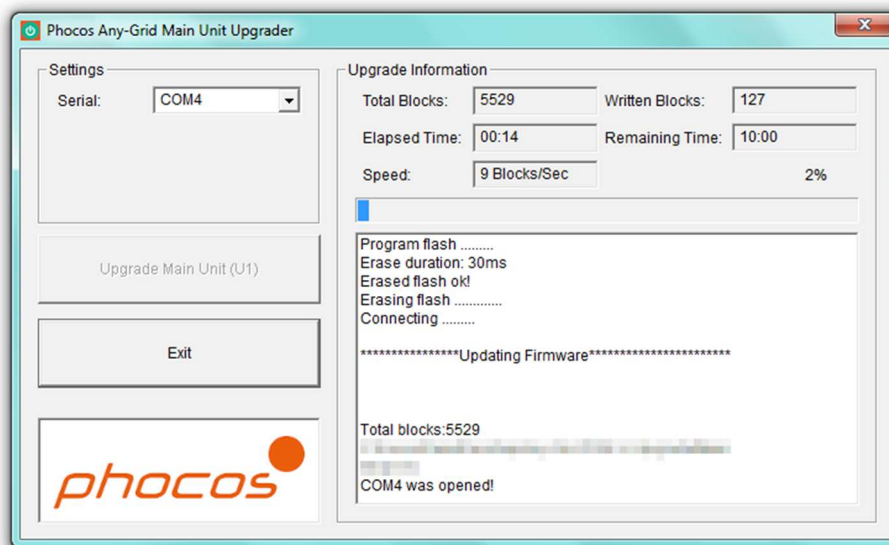 Phocos Any-Grid Main Unit Upgrader
Settings
Serial: COM4
Upgrade Main Unit (U1)
Exit
phocos
Upgrade Information
Total Blocks: 5529 Written Blocks: 127
Elapsed Time: 00:14 Remaining Time: 10:00
Speed: 9 Blocks/Sec 2%
Program flash .........
Erase duration: 30ms
Erased flash ok!
Erasing flash .............
Connecting .........
****************Updating Firmware***********************
Total blocks:5529
COM4 was opened!